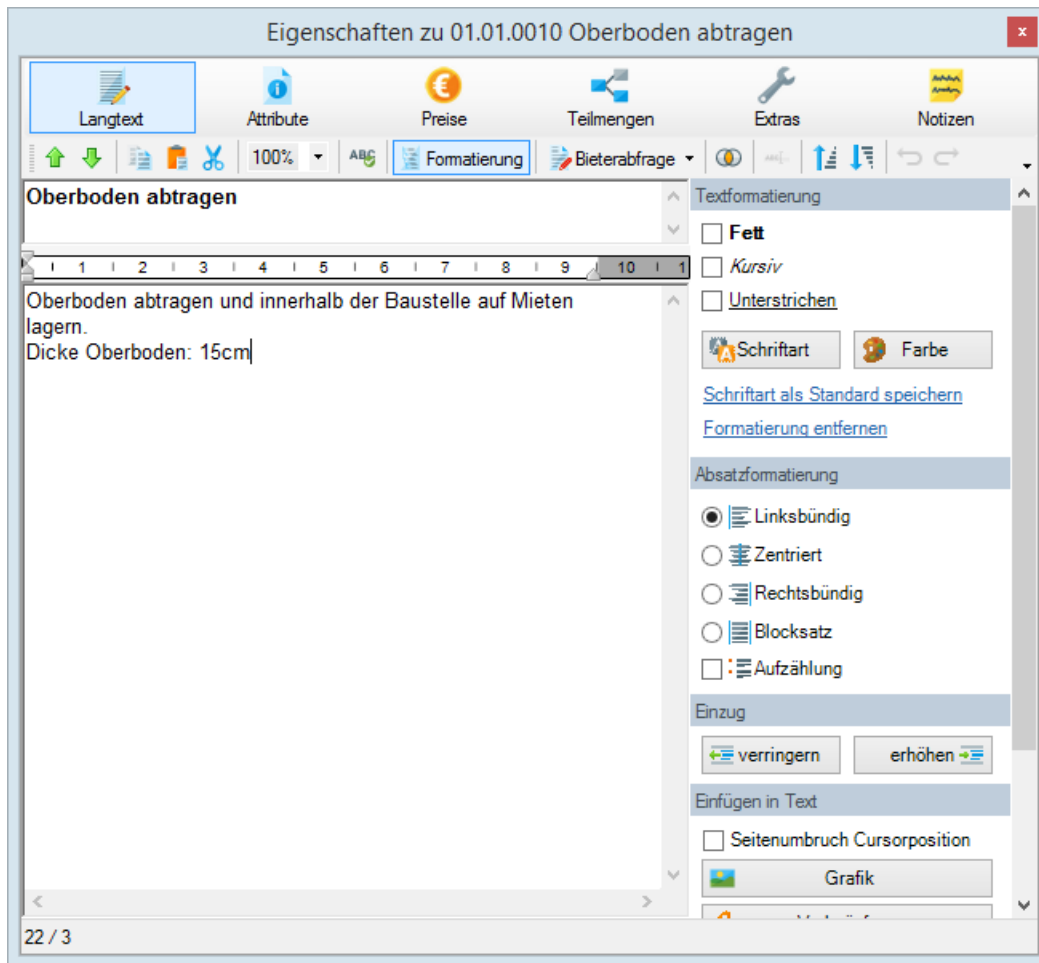 Eigenschaften zu 01.01.0010 Oberboden abtragen
x
Langtext Attribute Preise Teilmengen Extras Notizen
100% ABC Formatierung Bieterabfrage
Oberboden abtragen
1 2 3 4 5 6 7 8 9 10 1
Oberboden abtragen und innerhalb der Baustelle auf Mieten
lagern.
Dicke Oberboden: 15cm
Textformatierung
Fett
Kursiv
Unterstrichen
Schriftart Farbe
Schriftart als Standard speichern
Formatierung entfernen
Absatzformatierung
Linksbündig
Zentriert
Rechtsbündig
Blocksatz
Aufzählung
Einzug
verringern erhöhen
Einfügen in Text
Seitenumbruch Cursorposition
Grafik
22 / 3